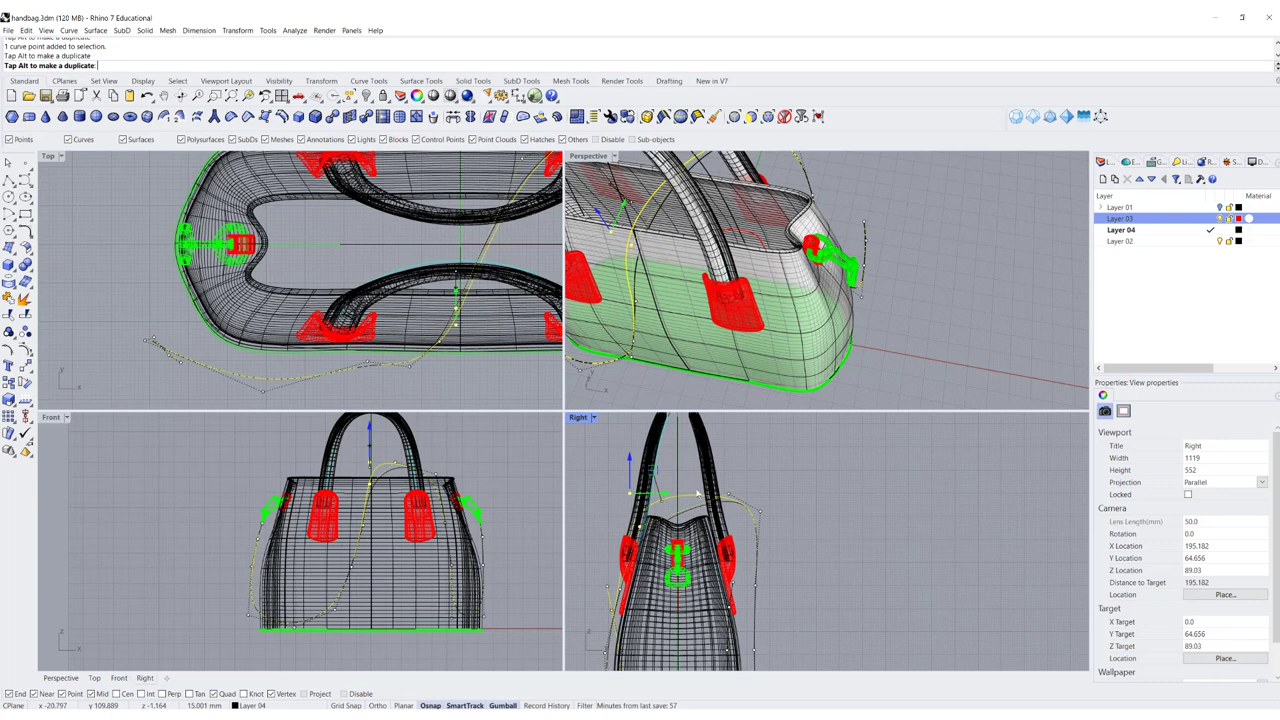 handbag.3dm (120 MB) - Rhino 7 Educational
File Edit View Curve Surface SubD Solid Mesh Dimension Transform Tools Analyze Render Panels Help
Tap Alt to make a duplicate
1 curve point added to selection.
Tap Alt to make a duplicate
Tap Alt to make a duplicate:
Standard CPlanes Set View Display Select Viewport Layout Visibility Transform Curve Tools Surface Tools Solid Tools SubD Tools Mesh Tools Render Tools Drafting New in V7
Points Curves Surfaces Polysurfaces SubDs Meshes Annotations Lights Blocks Control Points Point Clouds Hatches Others Disable Sub-objects
Top
Perspective
Layer Material
Layer 01
Layer 03
Layer 04
Layer 02
y
x
z
x
Front
Right
Properties: View properties
Viewport
Title Right
Width 1119
Height 552
Projection Parallel
Locked
Camera
Lens Length(mm) 50.0
Rotation 0.0
X Location 195.182
Y Location 64.656
Z Location 89.03
Distance to Target 195.182
Location Place...
Target
X Target 0.0
Y Target 64.656
Z Target 89.03
Location Place...
Wallpaper
z
x
z
Perspective Top Front Right
End Near Point Mid Cen Int Perp Tan Quad Knot Vertex Project Disable
CPlane x -20.797 y 109.889 z -1.164 15.001 mm Layer 04 Grid Snap Ortho Planar Osnap SmartTrack Gumball Record History Filter Minutes from last save: 57